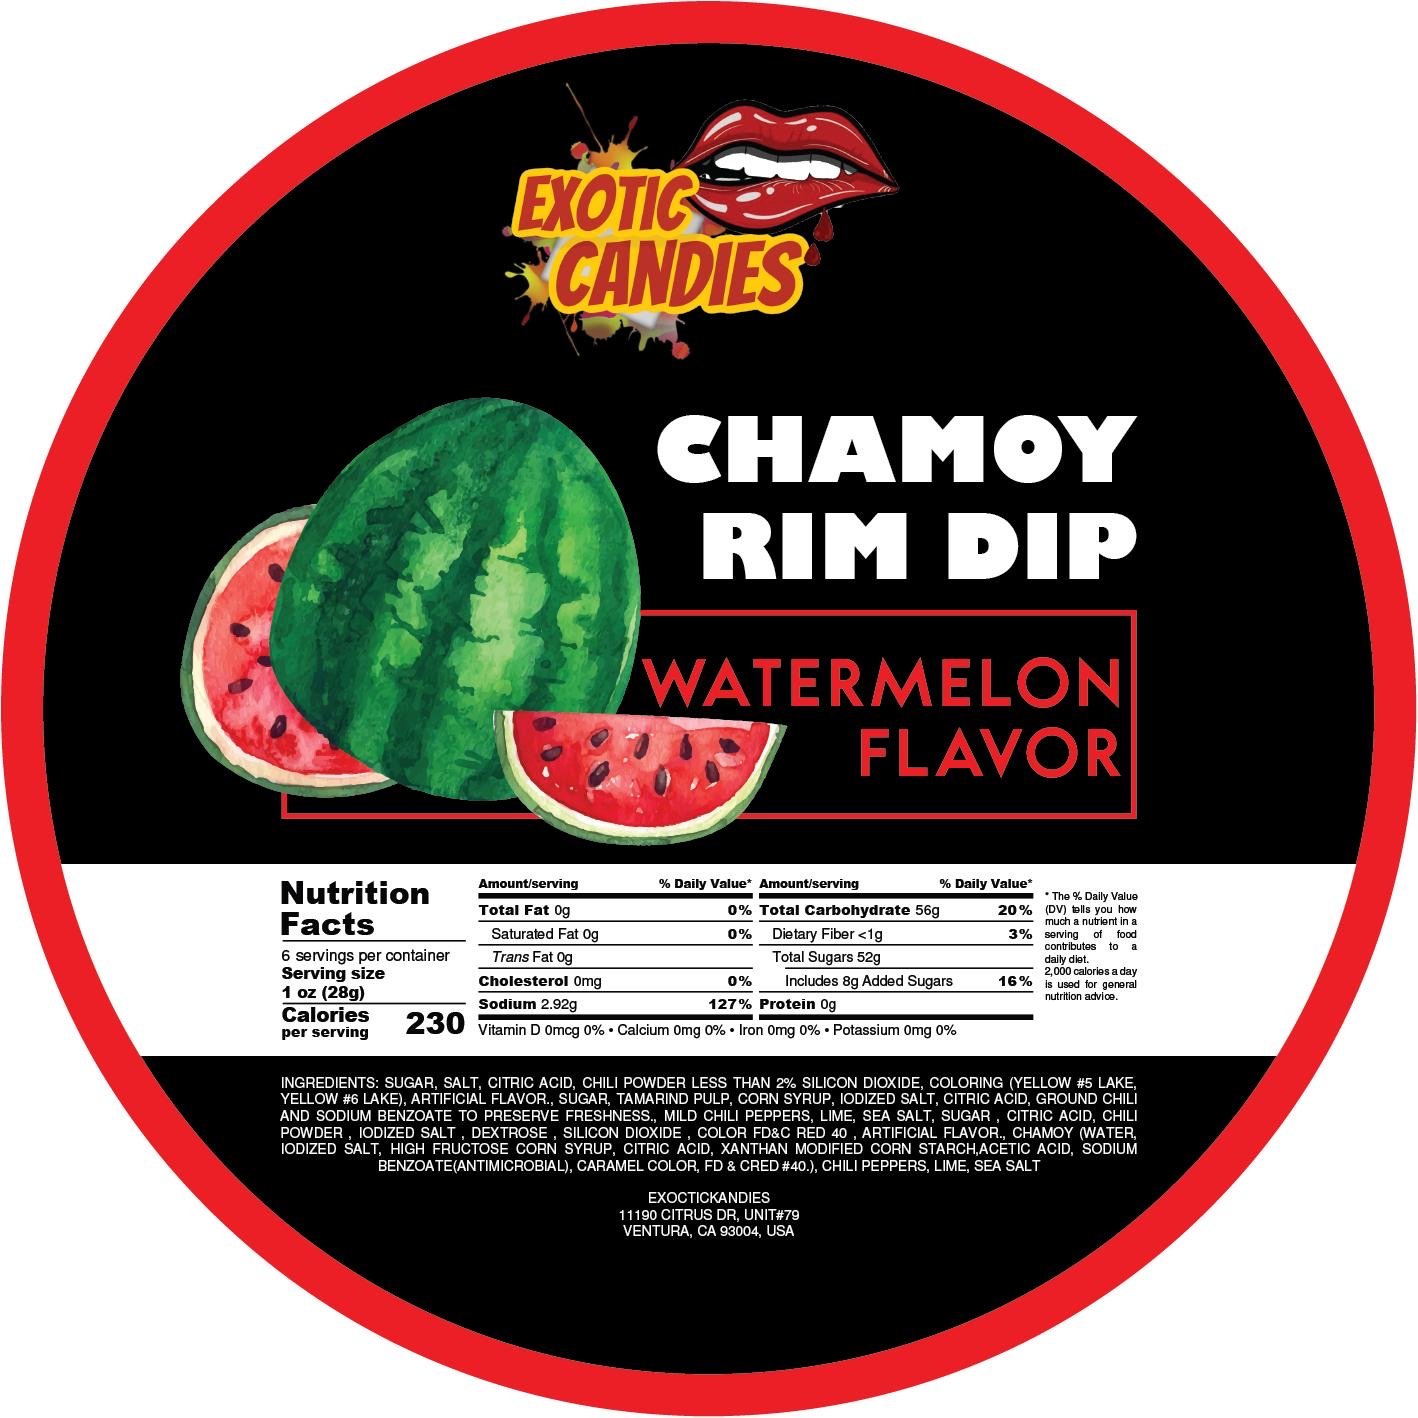 EXOTIC
CANDIES
CHAMOY
RIM DIP
WATERMELON
FLAVOR
Nutrition
Facts
6 servings per container
Serving size
1 oz (28g)
Calories
per serving 230
Amount/serving % Daily Value*
Total Fat 0g 0%
Saturated Fat 0g 0%
Trans Fat 0g
Cholesterol 0mg 0%
Sodium 2.92g 127%
Amount/serving % Daily Value*
Total Carbohydrate 56g 20%
Dietary Fiber <1g 3%
Total Sugars 52g
Includes 8g Added Sugars 16%
Protein 0g
Vitamin D 0mcg 0% • Calcium 0mg 0% • Iron 0mg 0% • Potassium 0mg 0%
* The % Daily Value
(DV) tells you how
much a nutrient in a
serving of food
contributes to a
daily diet.
2,000 calories a day
is used for general
nutrition advice.
INGREDIENTS: SUGAR, SALT, CITRIC ACID, CHILI POWDER LESS THAN 2% SILICON DIOXIDE, COLORING (YELLOW #5 LAKE,
YELLOW #6 LAKE), ARTIFICIAL FLAVOR., SUGAR, TAMARIND PULP, CORN SYRUP, IODIZED SALT, CITRIC ACID, GROUND CHILI
AND SODIUM BENZOATE TO PRESERVE FRESHNESS., MILD CHILI PEPPERS, LIME, SEA SALT, SUGAR , CITRIC ACID, CHILI
POWDER , IODIZED SALT , DEXTROSE , SILICON DIOXIDE , COLOR FD&C RED 40 , ARTIFICIAL FLAVOR., CHAMOY (WATER,
IODIZED SALT, HIGH FRUCTOSE CORN SYRUP, CITRIC ACID, XANTHAN MODIFIED CORN STARCH,ACETIC ACID, SODIUM
BENZOATE(ANTIMICROBIAL), CARAMEL COLOR, FD & CRED #40.), CHILI PEPPERS, LIME, SEA SALT
EXOCTICKANDIES
11190 CITRUS DR, UNIT#79
VENTURA, CA 93004, USA